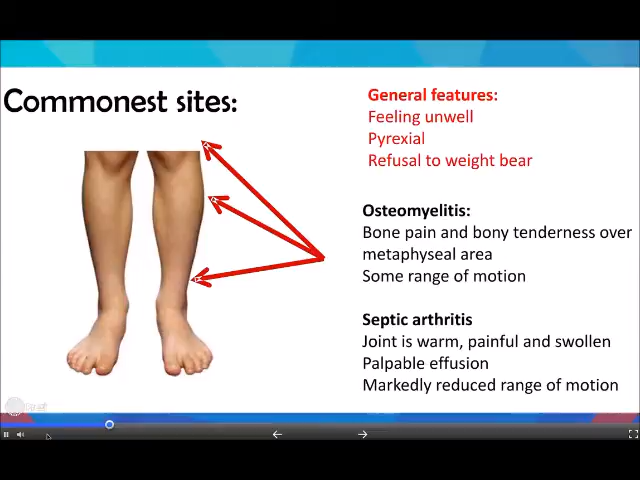 Commonest sites:
General features:
Feeling unwell
Pyrexial
Refusal to weight bear
Osteomyelitis:
Bone pain and bony tenderness over
metaphyseal area
Some range of motion
Septic arthritis
Joint is warm, painful and swollen
Palpable effusion
Markedly reduced range of motion